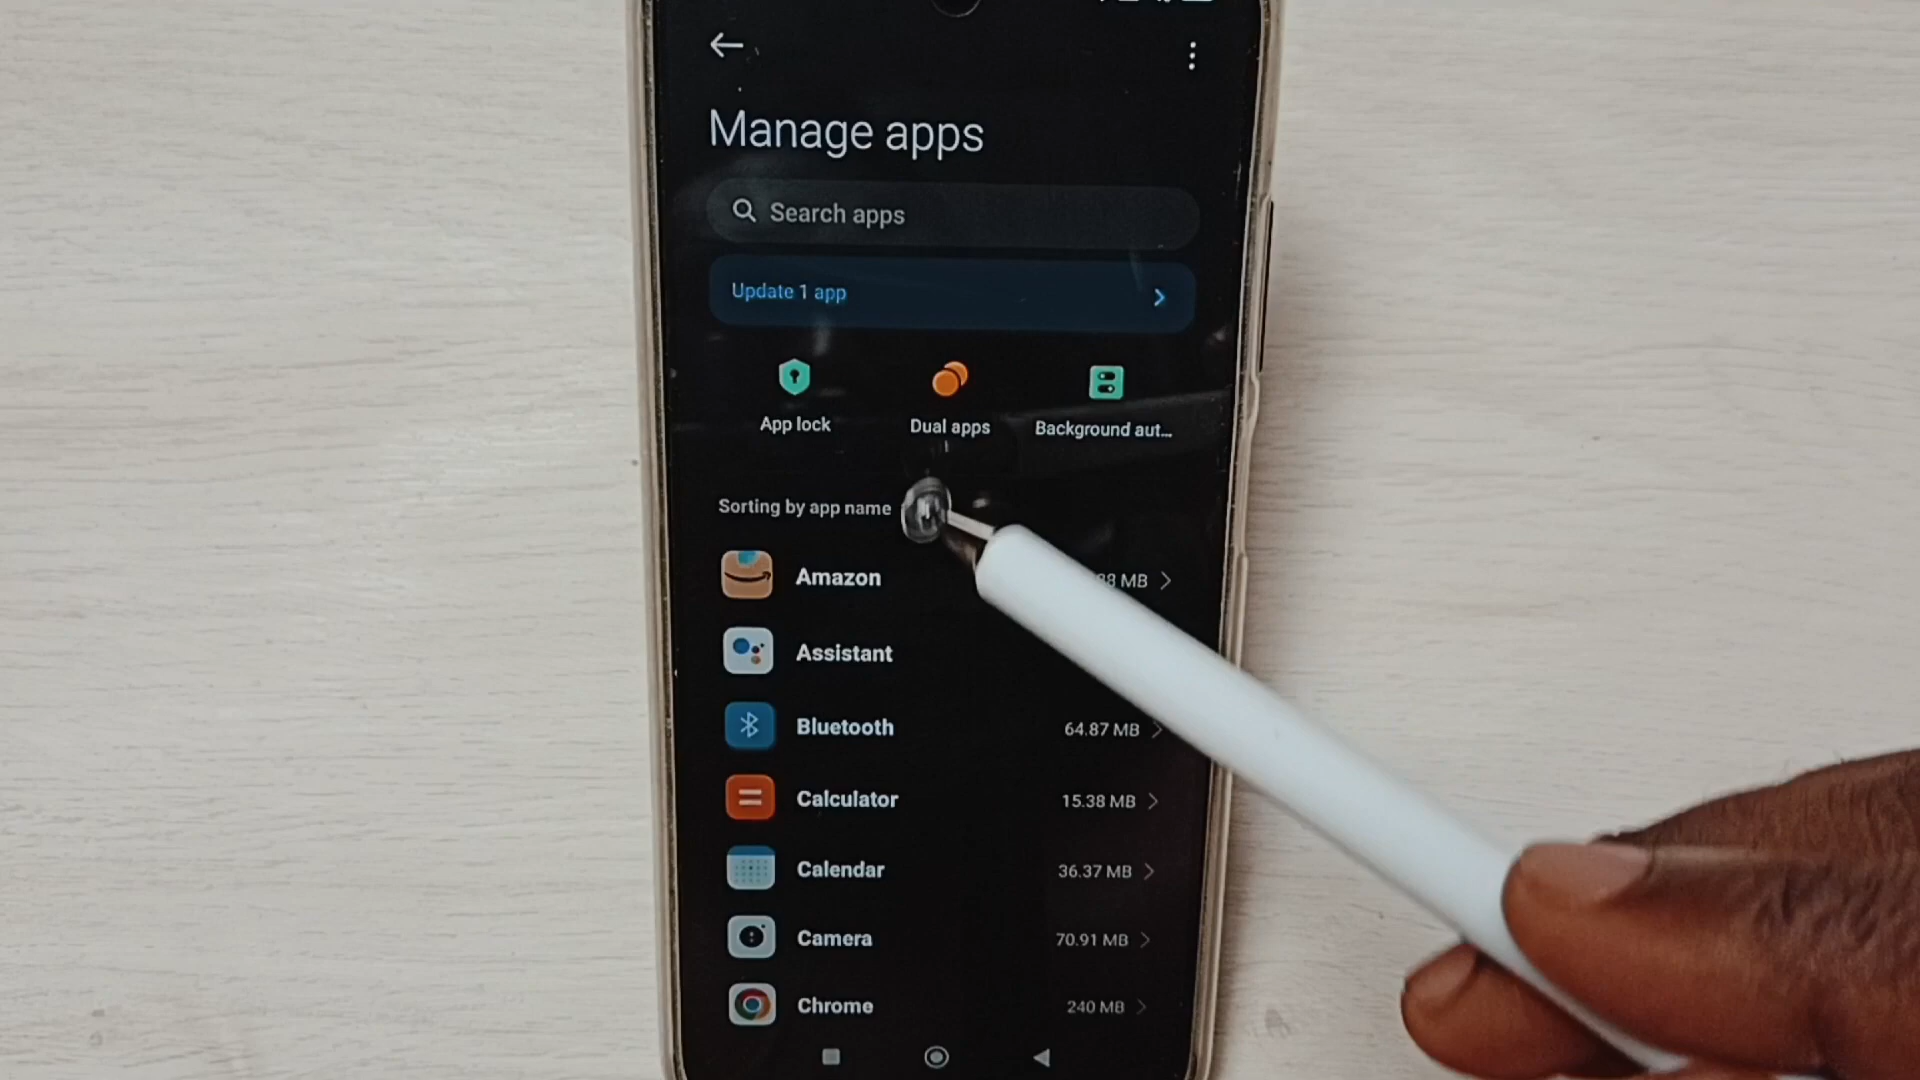 Manage apps
Search apps
Update 1 app
App lock
Dual apps
Background aut...
Sorting by app name
Amazon
MB
Assistant
Bluetooth
64.87 MB
Calculator
15.38 MB
Calendar
36.37 MB
Camera
70.91 MB
Chrome
240 MB